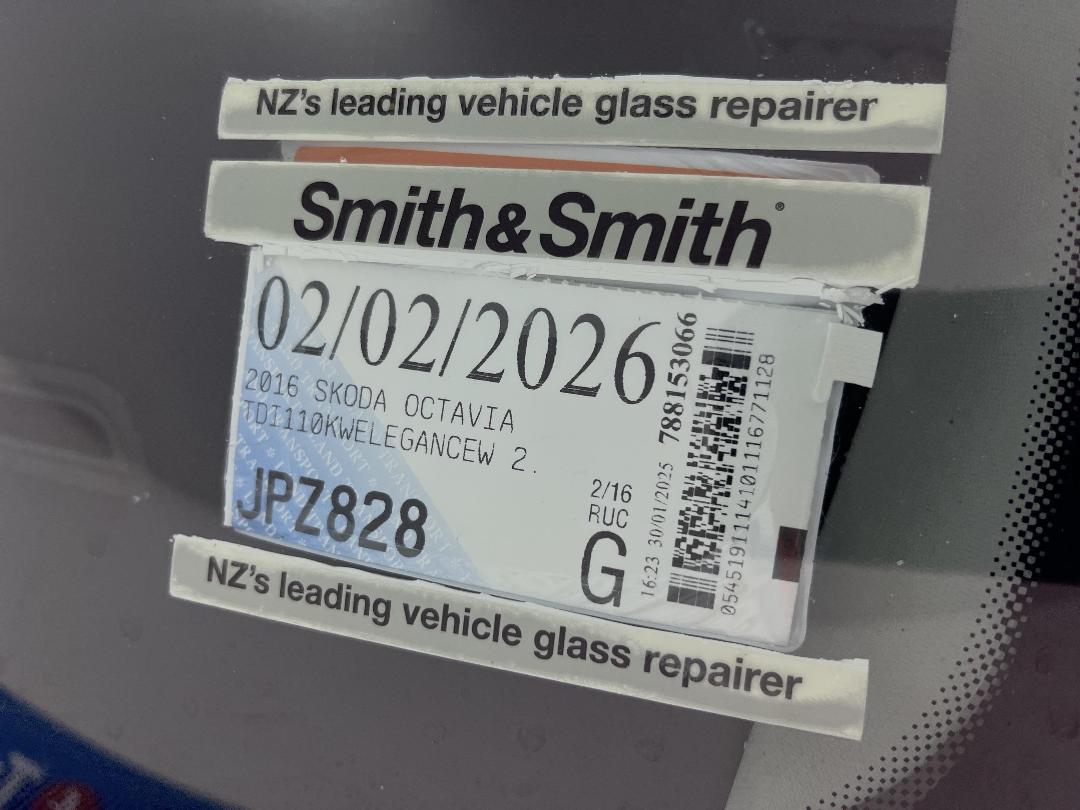 NZ's leading vehicle glass repairer
Smith&Smith®
02/02/2026
2016 SKODA OCTAVIA
TDI110KWELEGANCEW 2.
JPZ828
2/16
RUC
G
16:23 30/01/2025
788153066
0545191114101116771128
NZ's leading vehicle glass repairer